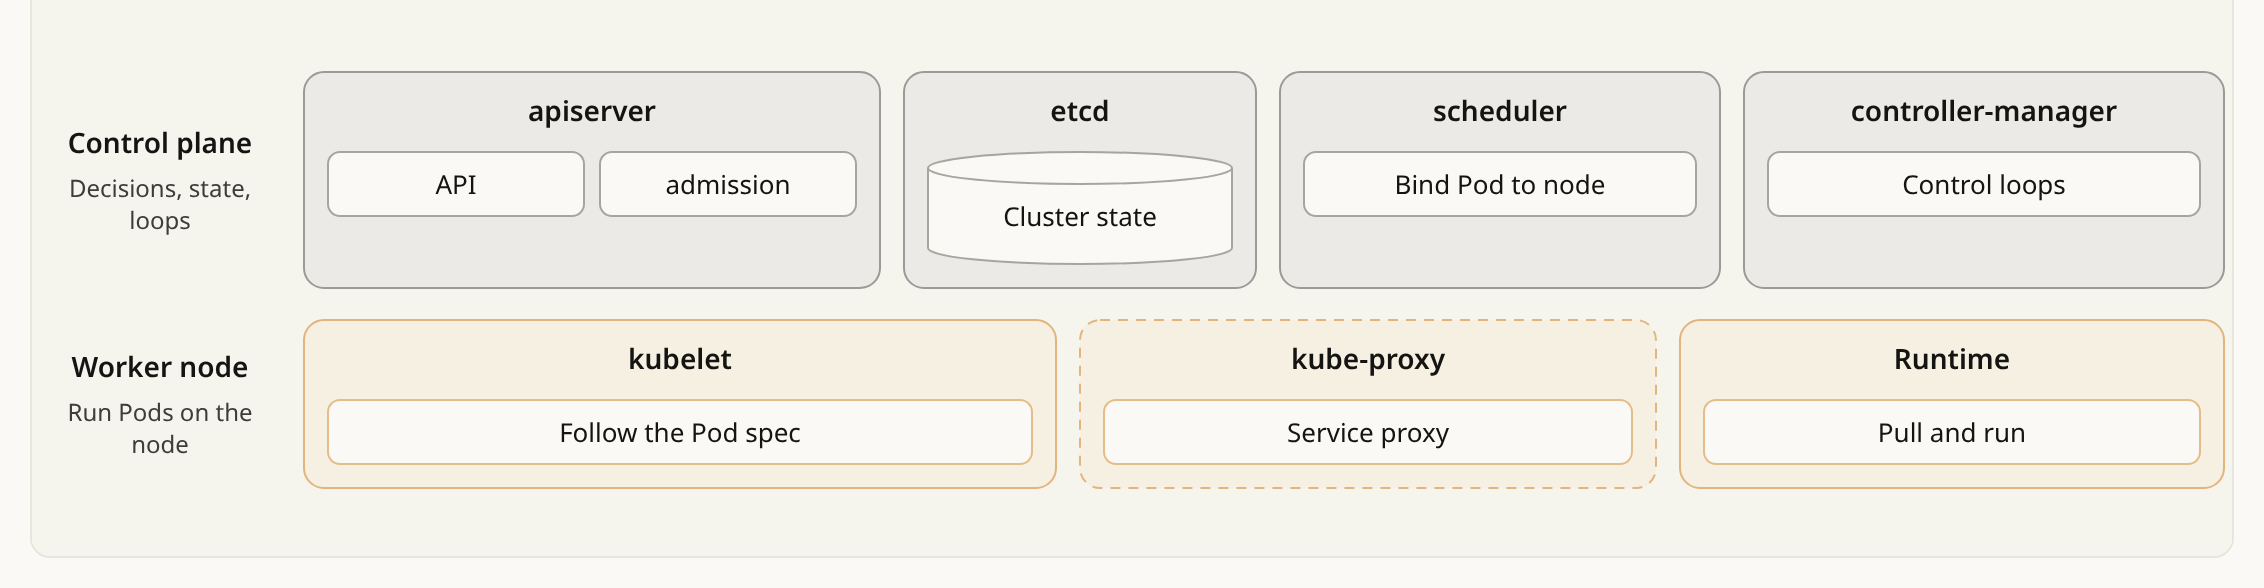 Control plane
Decisions, state,
loops
apiserver
API
admission
etcd
Cluster state
scheduler
Bind Pod to node
controller-manager
Control loops
Worker node
Run Pods on the
node
kubelet
Follow the Pod spec
kube-proxy
Service proxy
Runtime
Pull and run